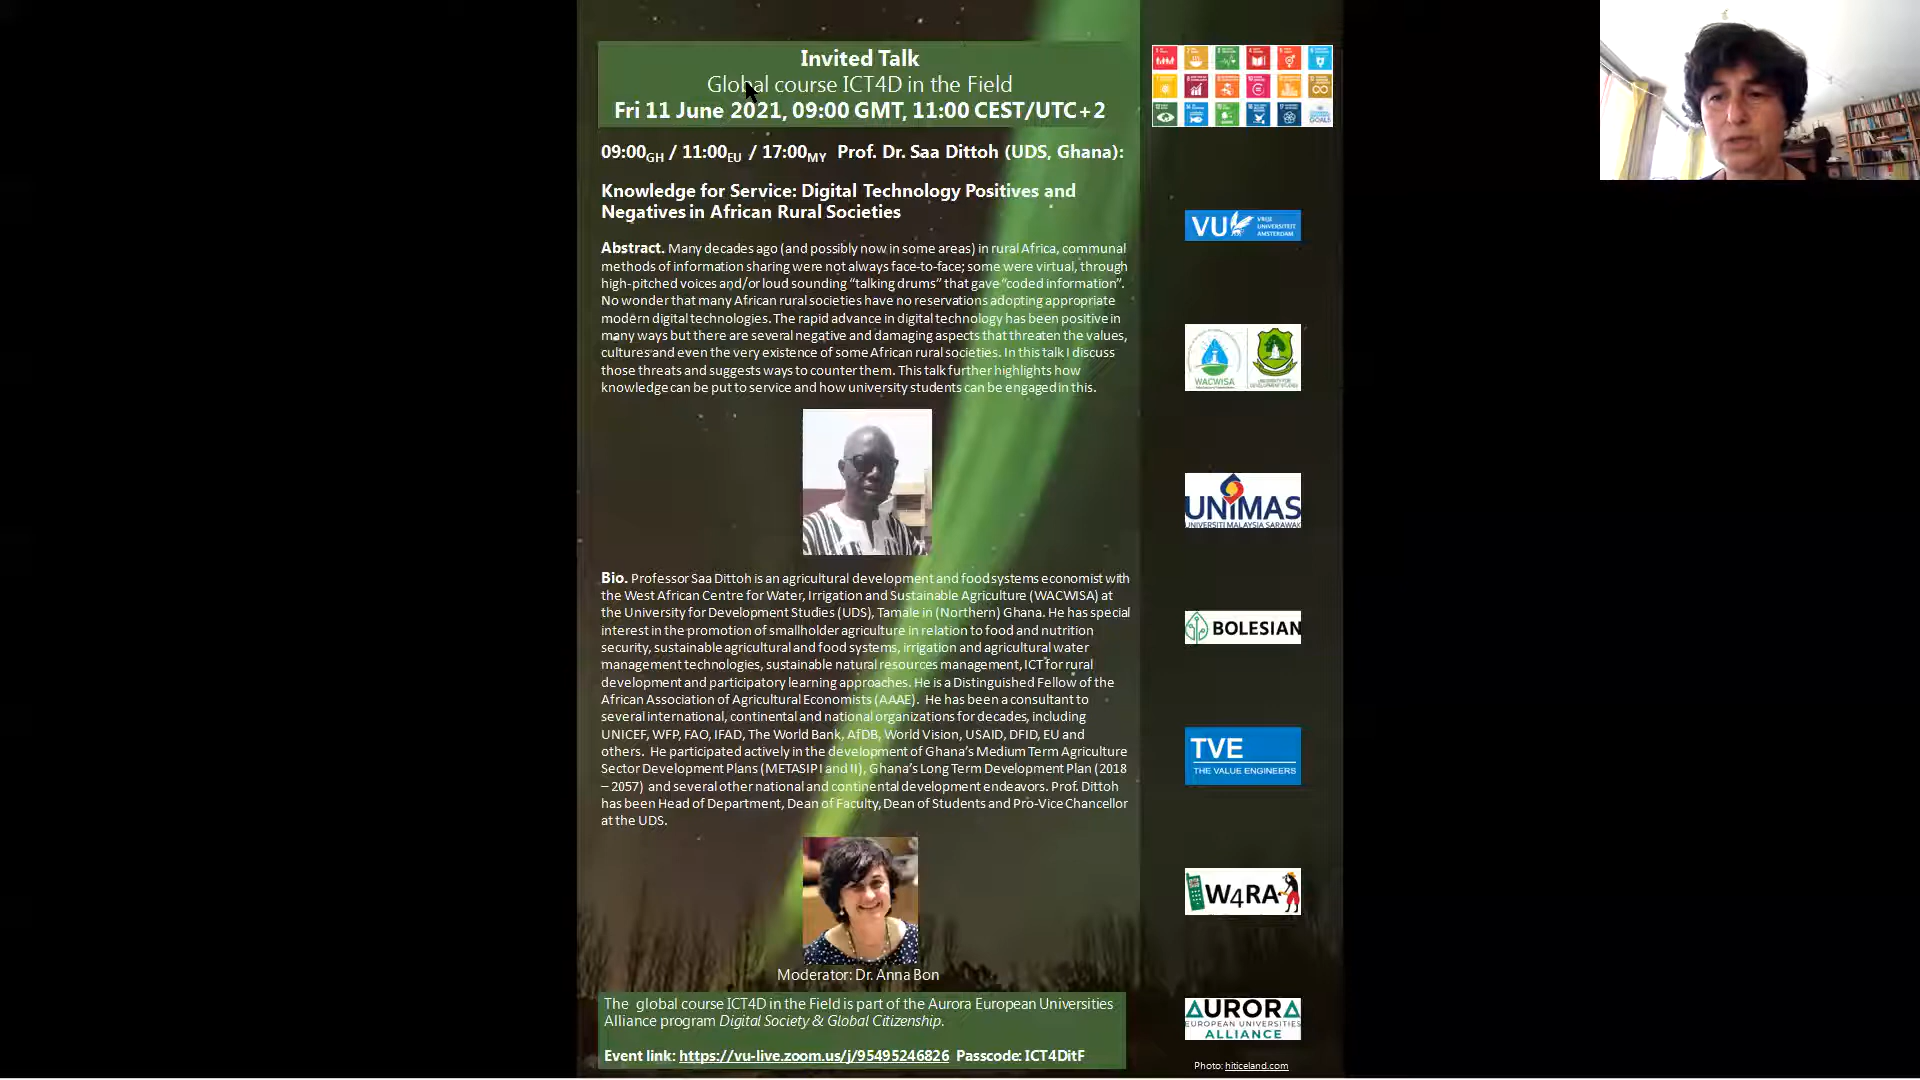 Invited Talk
Global course ICT4D in the Field
Fri 11 June 2021, 09:00 GMT, 11:00 CEST/UTC+2
09:00GH / 11:00EU / 17:00MY Prof. Dr. Saa Dittoh (UDS, Ghana):
Knowledge for Service: Digital Technology Positives and
Negatives in African Rural Societies
Abstract. Many decades ago (and possibly now in some areas) in rural Africa, communal
methods of information sharing were not always face-to-face; some were virtual, through
high-pitched voices and/or loud sounding “talking drums” that gave “coded information”.
No wonder that many African rural societies have no reservations adopting appropriate
modern digital technologies. The rapid advance in digital technology has been positive in
many ways but there are several negative and damaging aspects that threaten the values,
cultures and even the very existence of some African rural societies. In this talk I discuss
those threats and suggests ways to counter them. This talk further highlights how
knowledge can be put to service and how university students can be engaged in this.
Bio. Professor Saa Dittoh is an agricultural development and food systems economist with
the West African Centre for Water, Irrigation and Sustainable Agriculture (WACWISA) at
the University for Development Studies (UDS), Tamale in (Northern) Ghana. He has special
interest in the promotion of smallholder agriculture in relation to food and nutrition
security, sustainable agricultural and food systems, irrigation and agricultural water
management technologies, sustainable natural resources management, ICT for rural
development and participatory learning approaches. He is a Distinguished Fellow of the
African Association of Agricultural Economists (AAAE). He has been a consultant to
several international, continental and national organizations for decades, including
UNICEF, WFP, FAO, IFAD, The World Bank, AfDB, World Vision, USAID, DFID, EU and
others. He participated actively in the development of Ghana’s Medium Term Agriculture
Sector Development Plans (METASIP I and II), Ghana’s Long Term Development Plan (2018
– 2057) and several other national and continental development endeavors. Prof. Dittoh
has been Head of Department, Dean of Faculty, Dean of Students and Pro-Vice Chancellor
at the UDS.
Moderator: Dr. Anna Bon
The global course ICT4D in the Field is part of the Aurora European Universities
Alliance program Digital Society & Global Citizenship.
Event link: https://vu-live.zoom.us/j/95495246826 Passcode: ICT4DitF
VU VRIJE
UNIVERSITEIT
AMSTERDAM
WACWISA
UNIMAS
UNIVERSITI MALAYSIA SARAWAK
BOLESIAN
TVE
THE VALUE ENGINEERS
W4RA
AURORA
EUROPEAN UNIVERSITIES
ALLIANCE
Photo: hiticeland.com